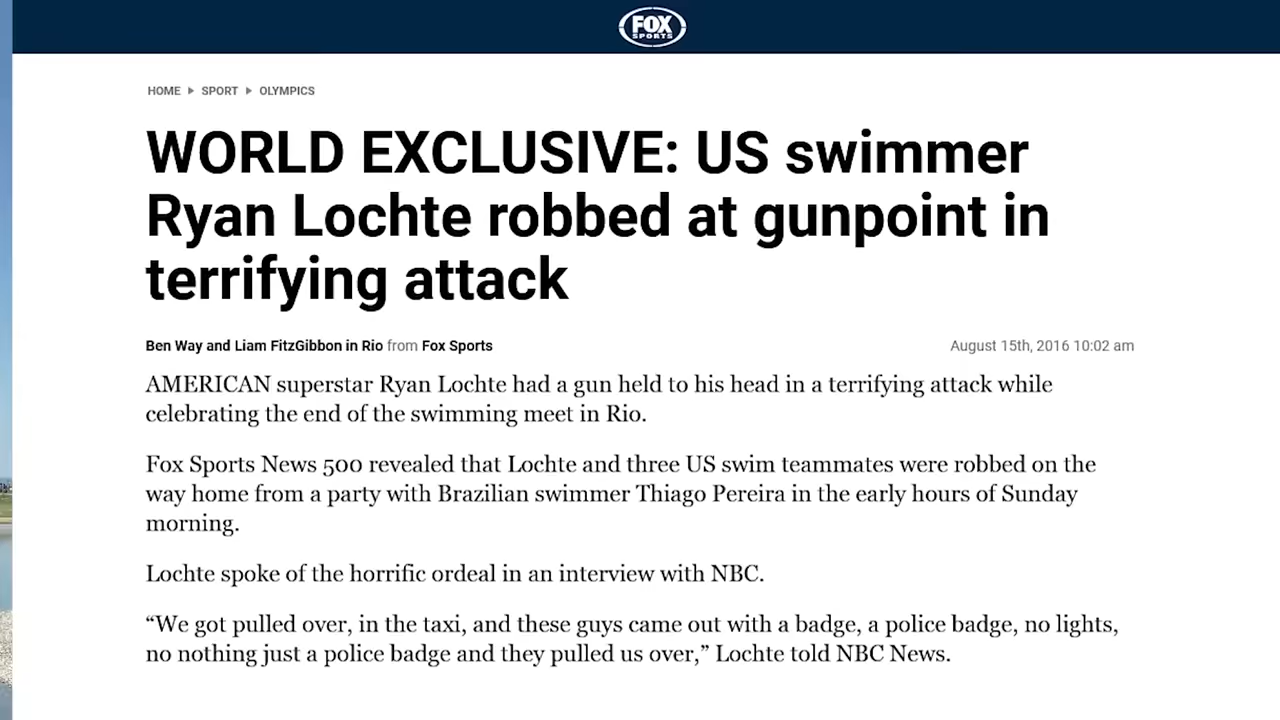 FOX
SPORTS
HOME ▸ SPORT ▸ OLYMPICS
WORLD EXCLUSIVE: US swimmer
Ryan Lochte robbed at gunpoint in
terrifying attack
Ben Way and Liam FitzGibbon in Rio from Fox Sports August 15th, 2016 10:02 am
AMERICAN superstar Ryan Lochte had a gun held to his head in a terrifying attack while
celebrating the end of the swimming meet in Rio.
Fox Sports News 500 revealed that Lochte and three US swim teammates were robbed on the
way home from a party with Brazilian swimmer Thiago Pereira in the early hours of Sunday
morning.
Lochte spoke of the horrific ordeal in an interview with NBC.
“We got pulled over, in the taxi, and these guys came out with a badge, a police badge, no lights,
no nothing just a police badge and they pulled us over,” Lochte told NBC News.